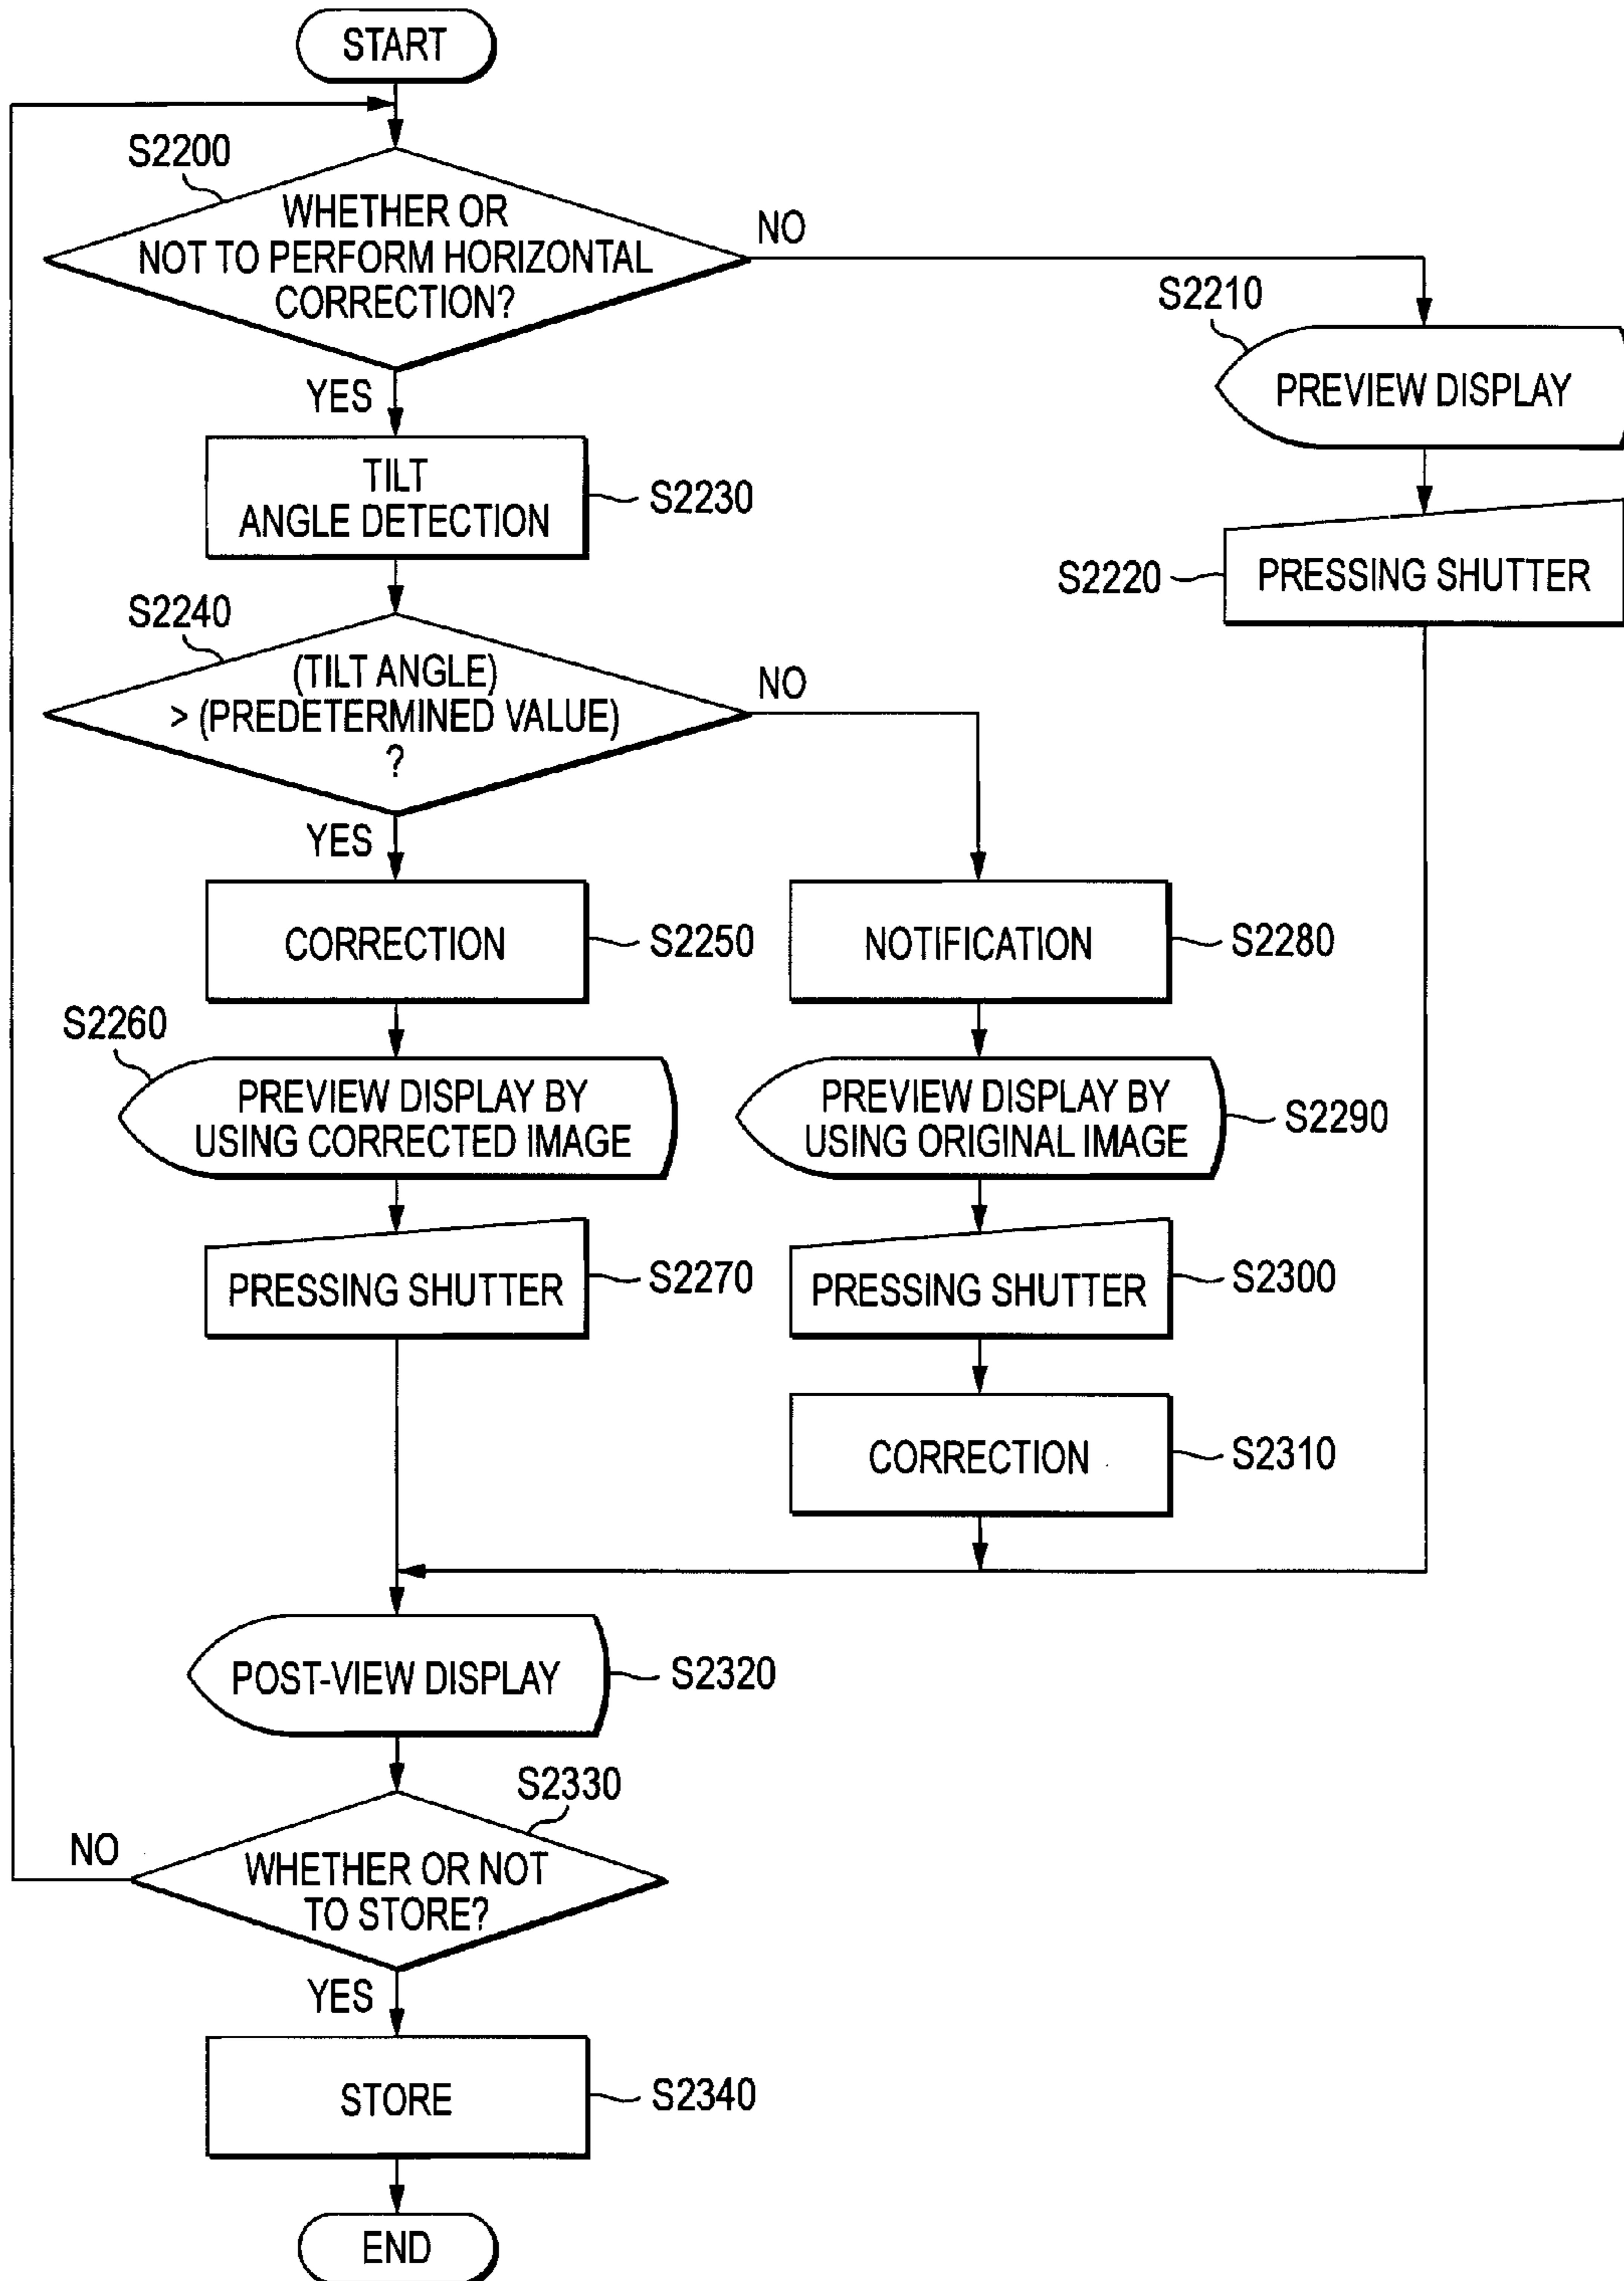 START
S2200
WHETHER OR
NOT TO PERFORM HORIZONTAL
CORRECTION?
NO
YES
S2210
PREVIEW DISPLAY
S2220
PRESSING SHUTTER
TILT
ANGLE DETECTION
S2230
S2240
(TILT ANGLE)
> (PREDETERMINED VALUE)
?
NO
YES
CORRECTION
S2250
NOTIFICATION
S2280
S2260
PREVIEW DISPLAY BY
USING CORRECTED IMAGE
PREVIEW DISPLAY BY
USING ORIGINAL IMAGE
S2290
PRESSING SHUTTER
S2270
PRESSING SHUTTER
S2300
CORRECTION
S2310
POST-VIEW DISPLAY
S2320
S2330
NO
WHETHER OR NOT
TO STORE?
YES
STORE
S2340
END